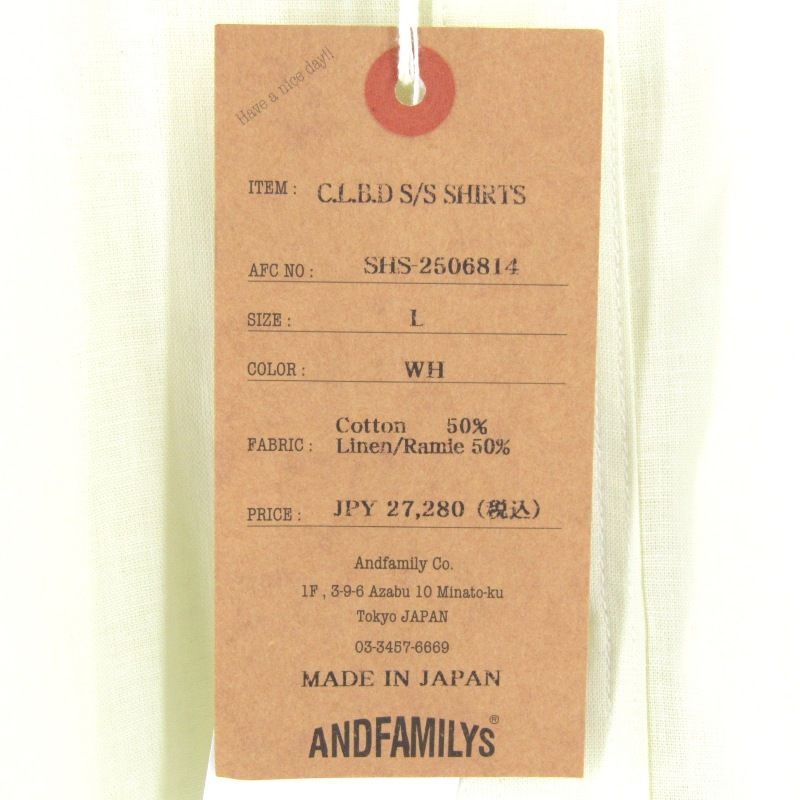 Have a nice day!!
ITEM : C.L.B.D S/S SHIRTS
AFC NO : SHS-2506814
SIZE : L
COLOR : WH
Cotton 50%
FABRIC : Linen/Ramie 50%
PRICE : JPY 27,280 (税込)
Andfamily Co.
1F , 3-9-6 Azabu 10 Minato-ku
Tokyo JAPAN
03-3457-6669
MADE IN JAPAN
ANDFAMILYS®